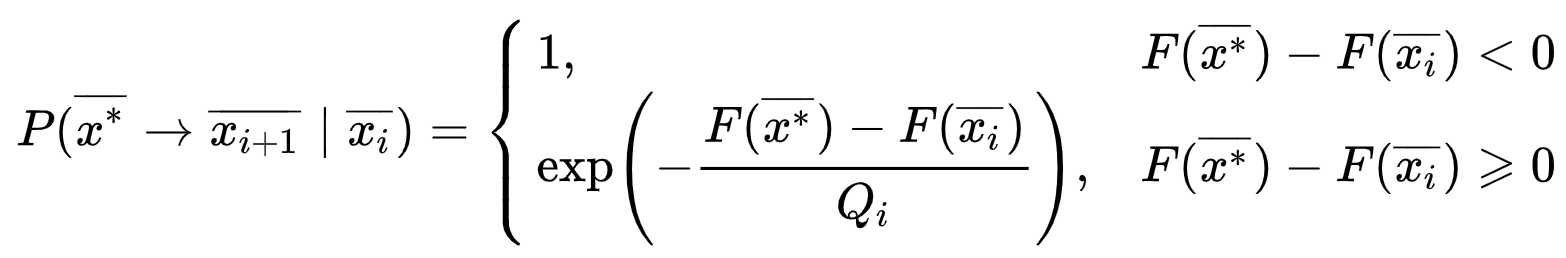 $$P(\overline{x^*} \to \overline{x_{i+1}} \mid \overline{x_i}) = \begin{cases} 1, & F(\overline{x^*}) - F(\overline{x_i}) < 0 \\ \exp\left(-\dfrac{F(\overline{x^*}) - F(\overline{x_i})}{Q_i}\right), & F(\overline{x^*}) - F(\overline{x_i}) \geqslant 0 \end{cases}$$